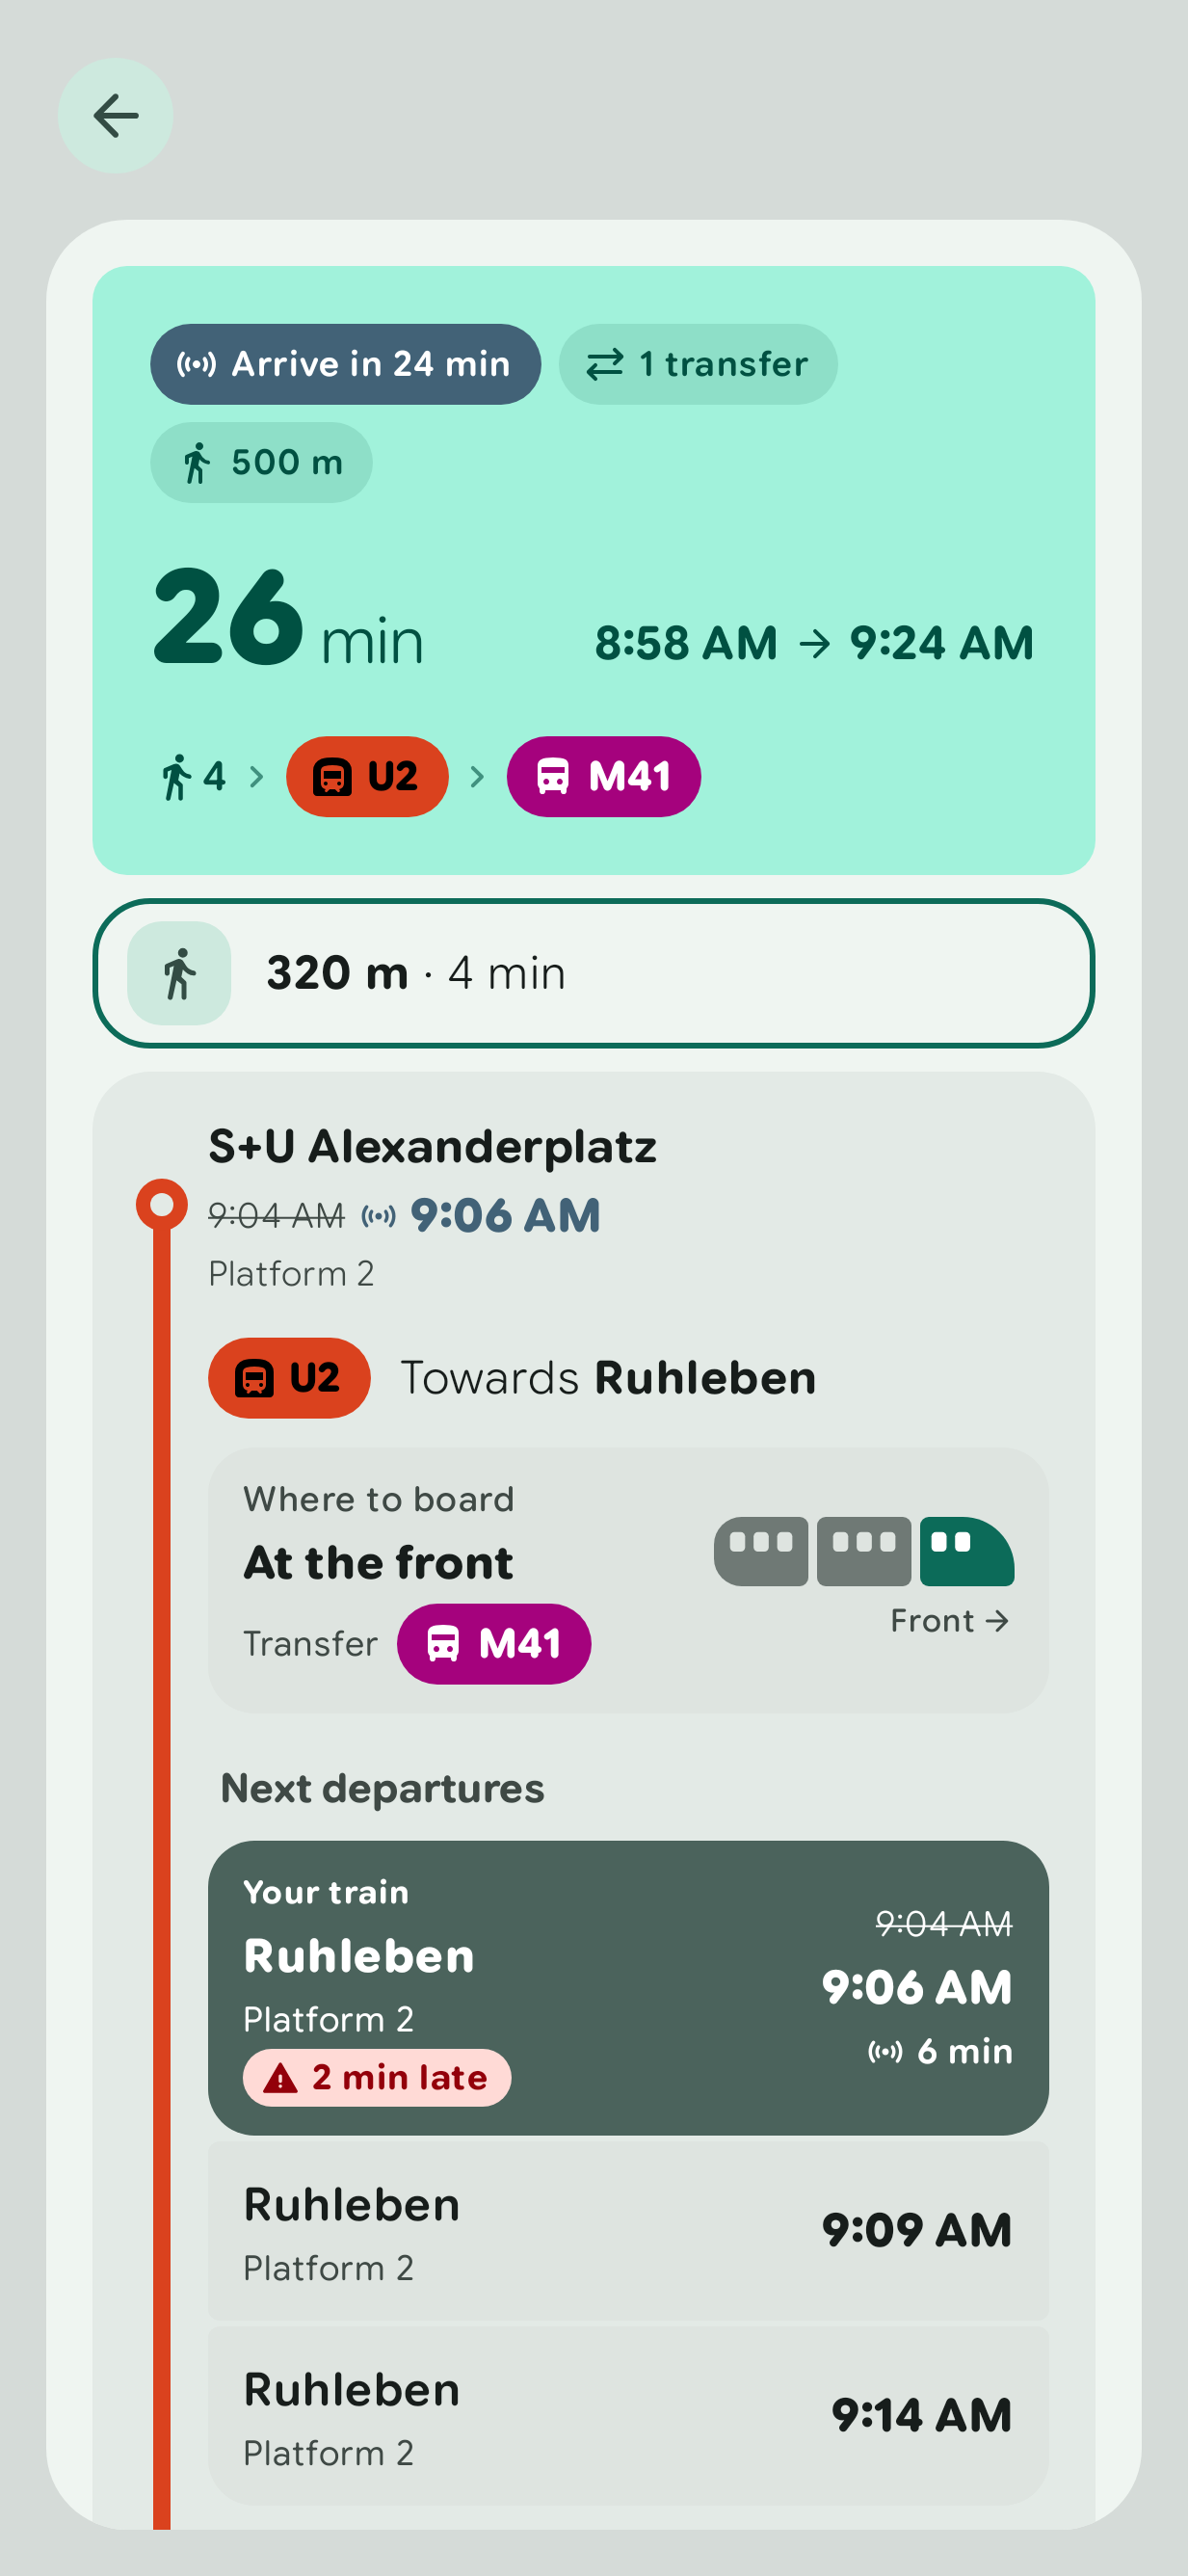 Arrive in 24 min
1 transfer
500 m
26 min
8:58 AM → 9:24 AM
4 > U2 > M41
320 m · 4 min
S+U Alexanderplatz
9:04 AM 9:06 AM
Platform 2
U2 Towards Ruhleben
Where to board
At the front
Transfer M41
Front →
Next departures
Your train
Ruhleben
Platform 2
2 min late
9:04 AM
9:06 AM
6 min
Ruhleben
Platform 2
9:09 AM
Ruhleben
Platform 2
9:14 AM